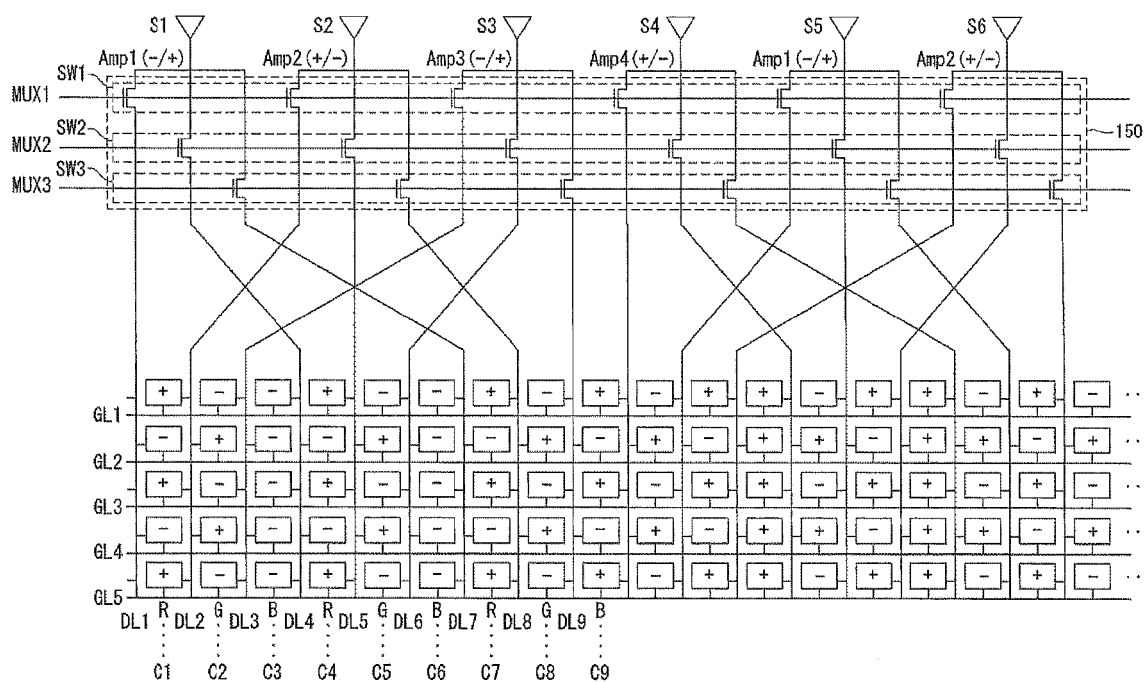 S1 S2 S3 S4 S5 S6
Amp1(−/+) Amp2(+/−) Amp3(−/+) Amp4(+/−) Amp1(−/+) Amp2(+/−)
SW1
MUX1
SW2
150
MUX2
SW3
MUX3
+ − − + − − + − + − + + − + + − + − ··
GL1
− + − − + − − + − + − + + − + + − + ··
GL2
+ − − + − − + − + − + + − + + − + − ··
GL3
− + − − + − − + − + − + + − + + − + ··
GL4
+ − − + − − + − + − + + − + + − + − ··
GL5
R G B R G B R G B
DL1 DL2 DL3 DL4 DL5 DL6 DL7 DL8 DL9
C1 C2 C3 C4 C5 C6 C7 C8 C9